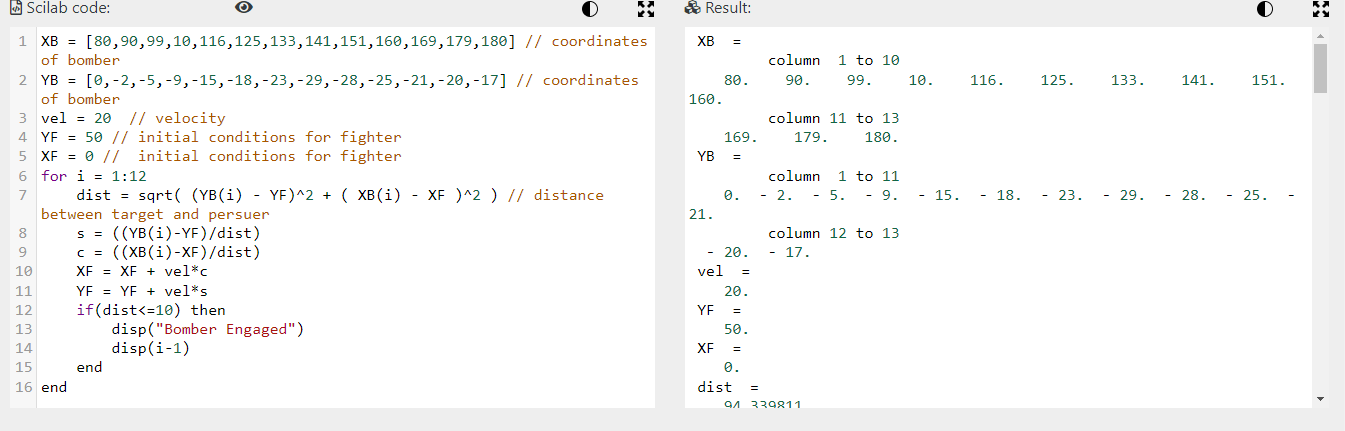 Scilab code:
1 XB = [80,90,99,10,116,125,133,141,151,160,169,179,180] // coordinates
of bomber
2 YB = [0,-2,-5,-9,-15,-18,-23,-29,-28,-25,-21,-20,-17] // coordinates
of bomber
3 vel = 20  // velocity
4 YF = 50 // initial conditions for fighter
5 XF = 0 //  initial conditions for fighter
6 for i = 1:12
7     dist = sqrt( (YB(i) - YF)^2 + ( XB(i) - XF )^2 ) // distance
between target and persuer
8     s = ((YB(i)-YF)/dist)
9     c = ((XB(i)-XF)/dist)
10     XF = XF + vel*c
11     YF = YF + vel*s
12     if(dist<=10) then
13         disp("Bomber Engaged")
14         disp(i-1)
15     end
16 end
Result:
XB  =
column  1 to 10
80.    90.    99.    10.    116.    125.    133.    141.    151.
160.
column 11 to 13
169.    179.    180.
YB  =
column  1 to 11
0.  - 2.  - 5.  - 9.  - 15.  - 18.  - 23.  - 29.  - 28.  - 25.  -
21.
column 12 to 13
- 20.  - 17.
vel  =
20.
YF  =
50.
XF  =
0.
dist  =
94.339811